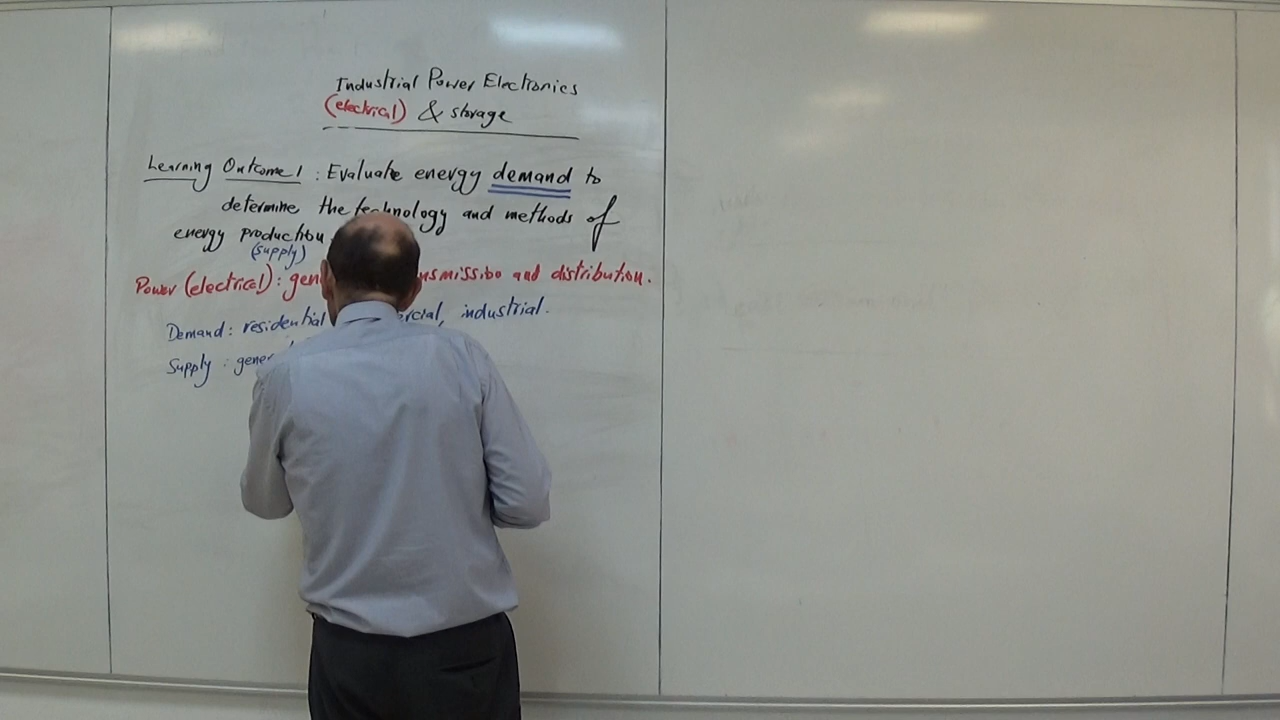 Industrial Power Electronics
(electrical) & storage
Learning Outcome 1 : Evaluate energy demand to
determine the technology and methods of
energy production
(supply)
Power (electrical) : and distribution.
Demand : residential industrial.
Supply :